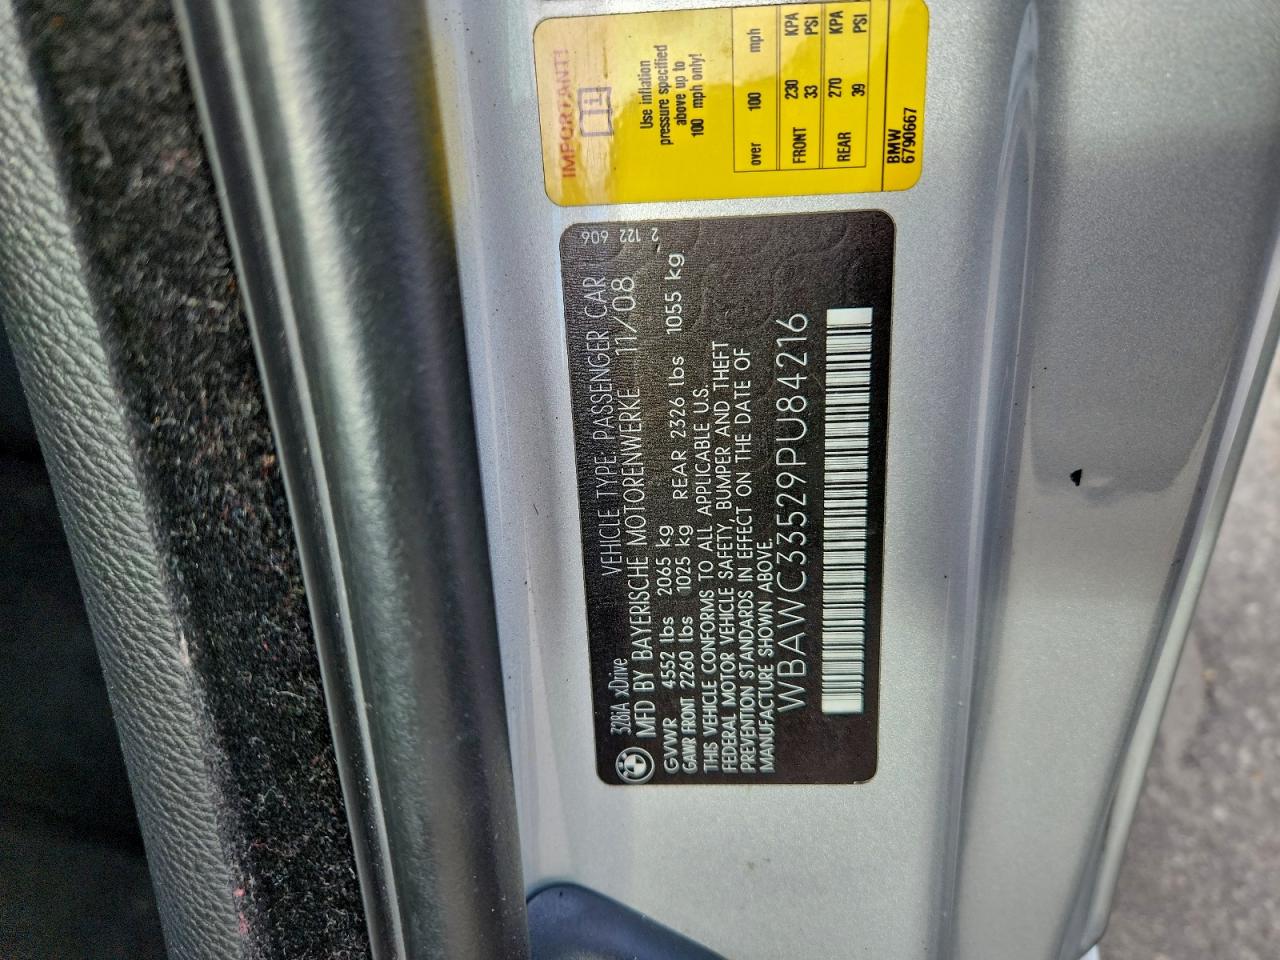 IMPORTANT!
i
Use inflation
pressure specified
above up to
100 mph only!
over 100 mph
FRONT 230 KPA
33 PSI
REAR 270 KPA
39 PSI
BMW
6790667
2 122 606
328iA xDrive VEHICLE TYPE PASSENGER CAR
MFD BY BAYERISCHE MOTORENWERKE 11/08
GVWR 4552 lbs 2065 kg
GAWR FRONT 2260 lbs 1025 kg REAR 2326 lbs 1055 kg
THIS VEHICLE CONFORMS TO ALL APPLICABLE U.S.
FEDERAL MOTOR VEHICLE SAFETY, BUMPER AND THEFT
PREVENTION STANDARDS IN EFFECT ON THE DATE OF
MANUFACTURE SHOWN ABOVE.
WBAWC33529PU84216